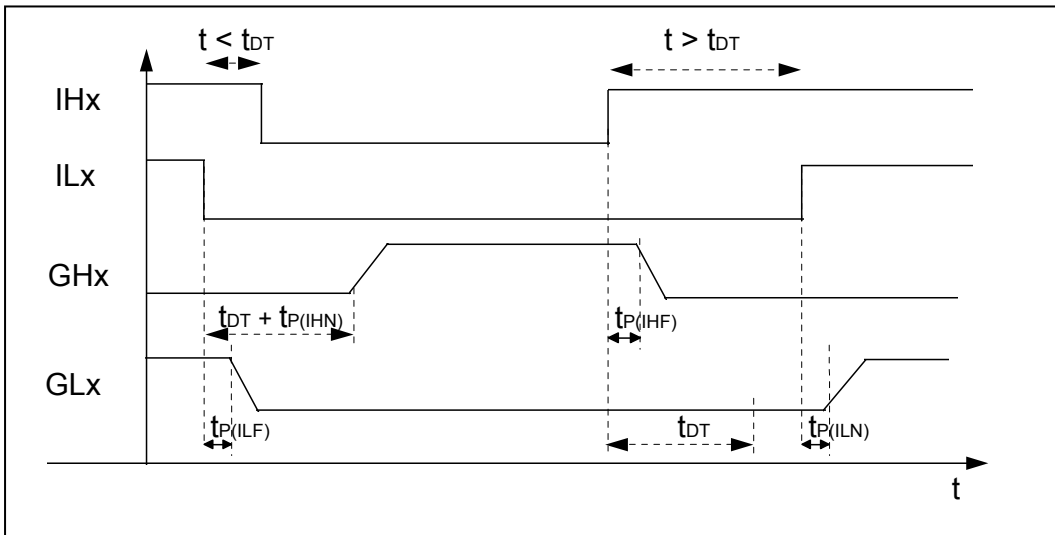 t < tDT
t > tDT
IHx
ILx
GHx
tDT + tP(IHN)
tP(IHF)
GLx
tP(ILF)
tDT
tP(ILN)
t